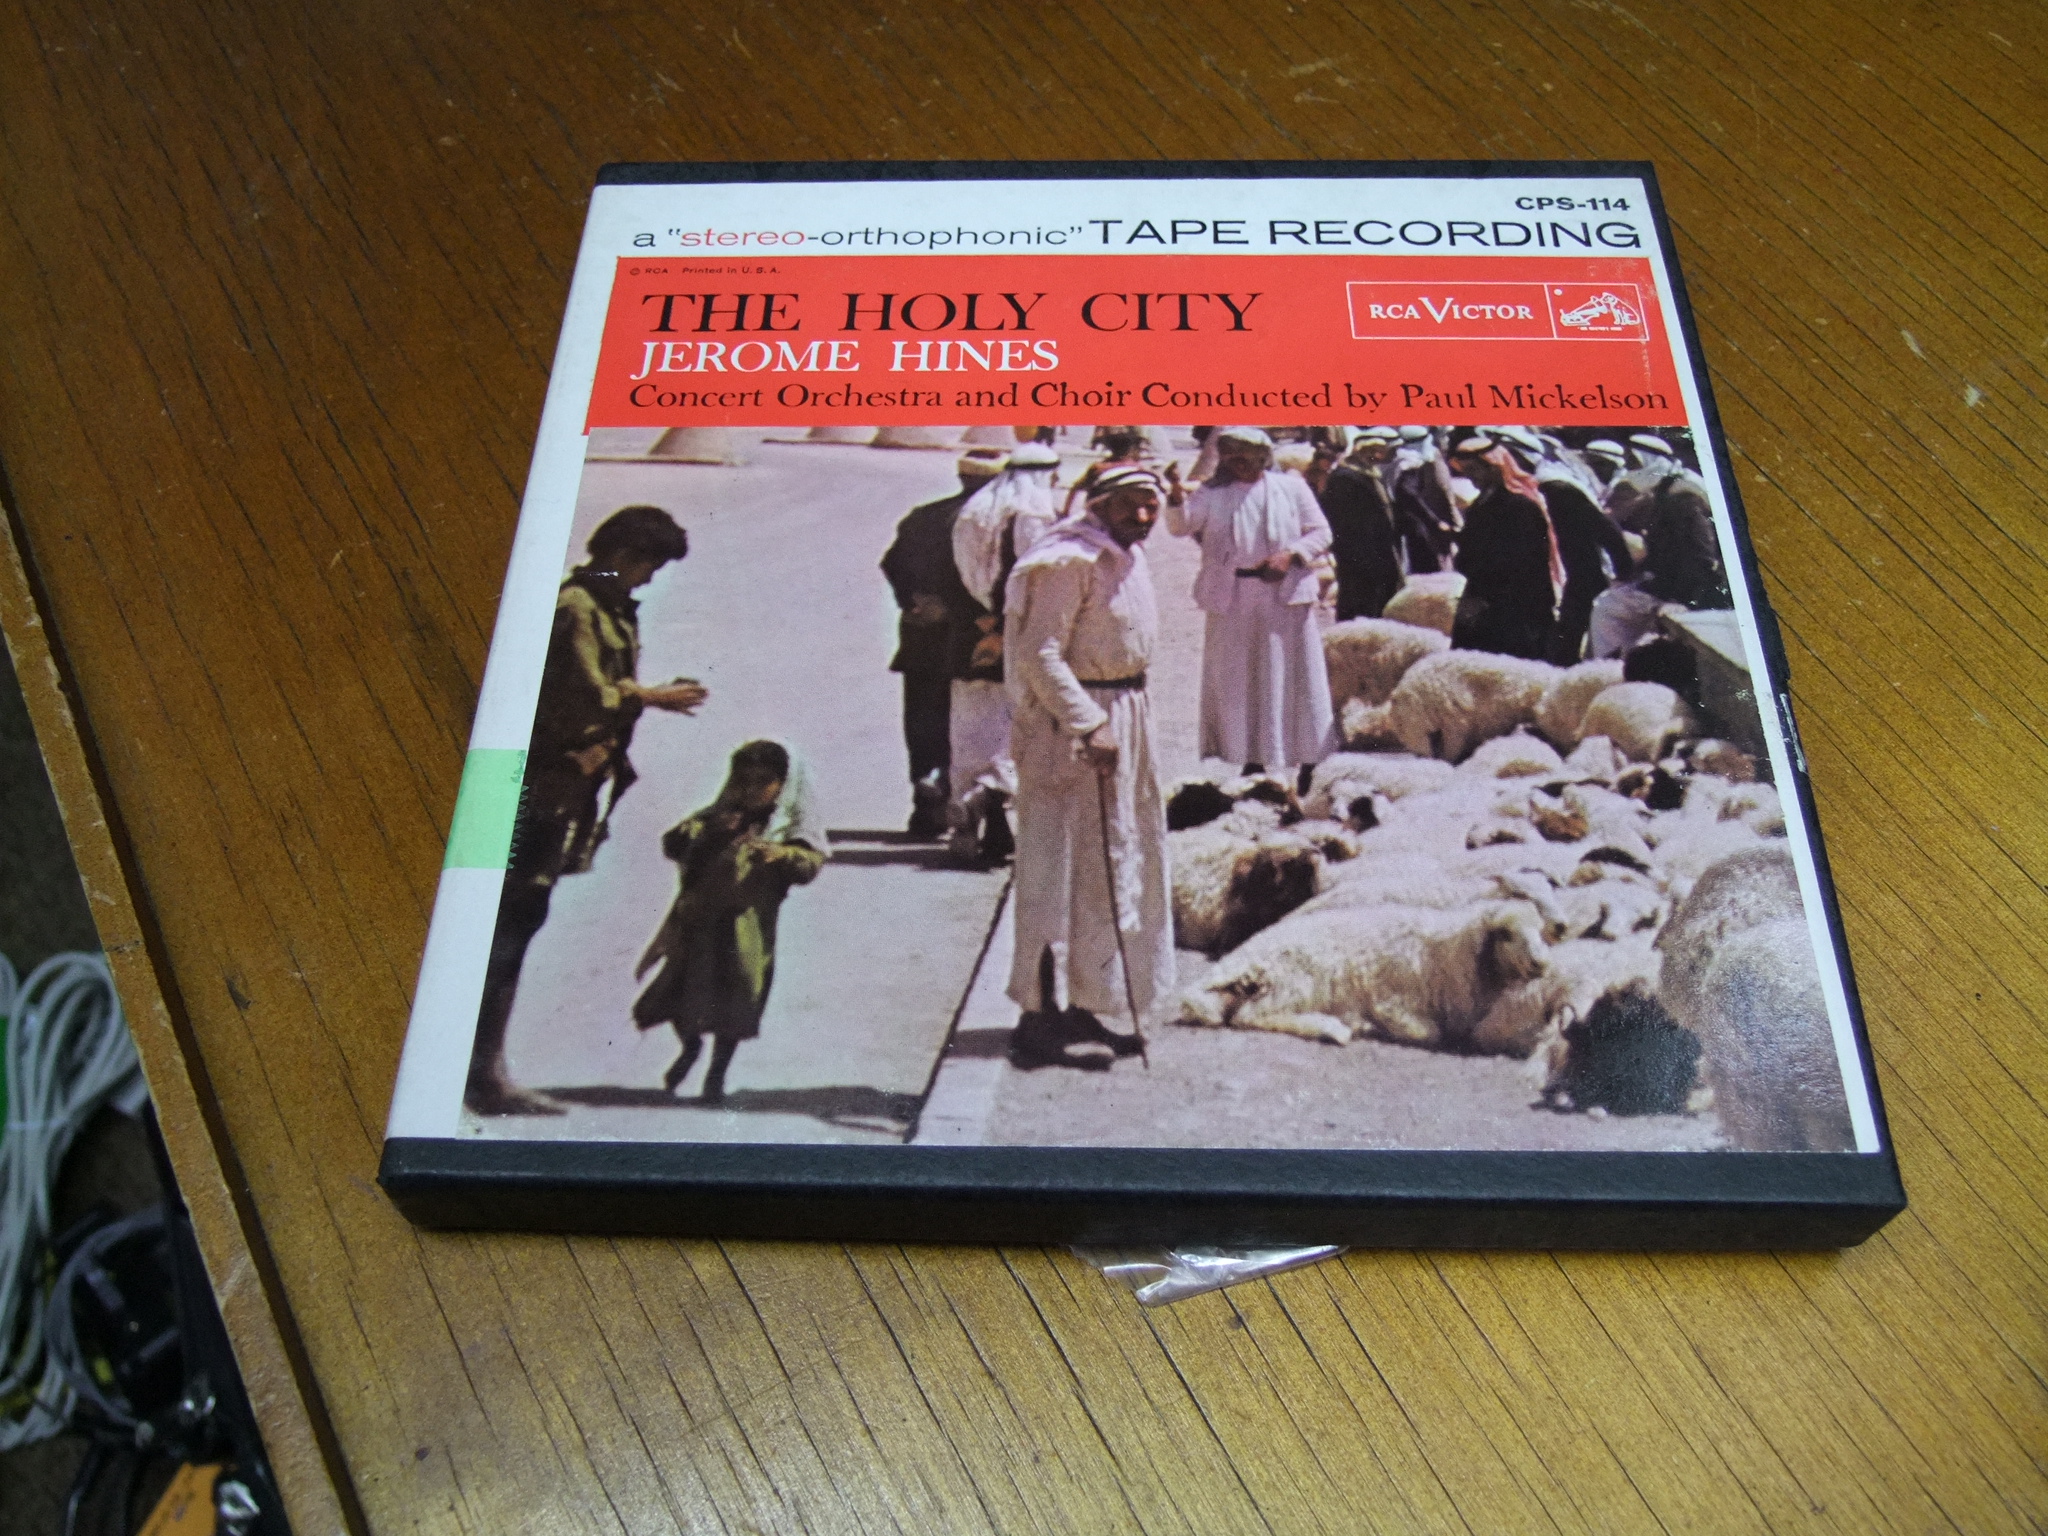 CPS-114
a "stereo-orthophonic" TAPE RECORDING
© RCA Printed in U. S. A.
THE HOLY CITY
RCA VICTOR
JEROME HINES
Concert Orchestra and Choir Conducted by Paul Mickelson